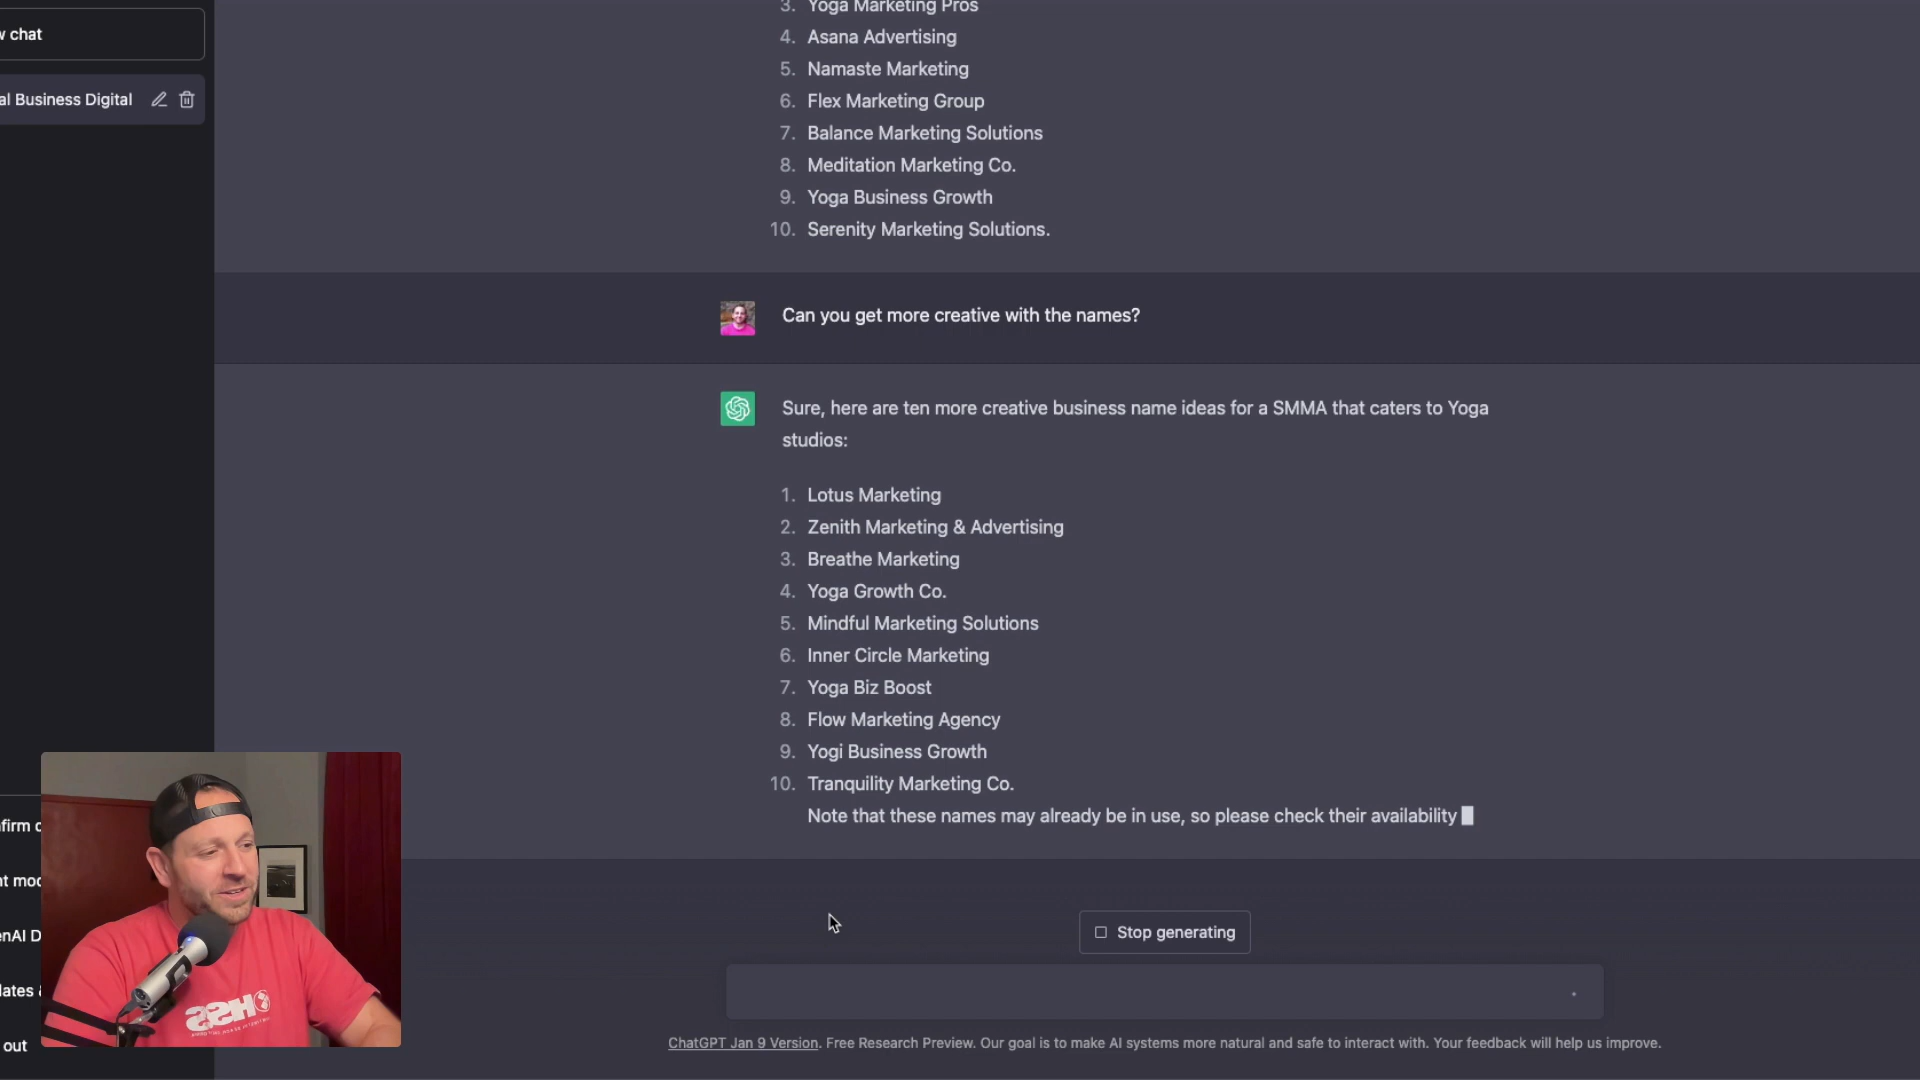 w chat
al Business Digital
3. Yoga Marketing Pros
4. Asana Advertising
5. Namaste Marketing
6. Flex Marketing Group
7. Balance Marketing Solutions
8. Meditation Marketing Co.
9. Yoga Business Growth
10. Serenity Marketing Solutions.
Can you get more creative with the names?
Sure, here are ten more creative business name ideas for a SMMA that caters to Yoga
studios:
1. Lotus Marketing
2. Zenith Marketing & Advertising
3. Breathe Marketing
4. Yoga Growth Co.
5. Mindful Marketing Solutions
6. Inner Circle Marketing
7. Yoga Biz Boost
8. Flow Marketing Agency
9. Yogi Business Growth
10. Tranquility Marketing Co.
Note that these names may already be in use, so please check their availability
Stop generating
nfirm c
ht mod
enAI D
dates &
out
ChatGPT Jan 9 Version. Free Research Preview. Our goal is to make AI systems more natural and safe to interact with. Your feedback will help us improve.